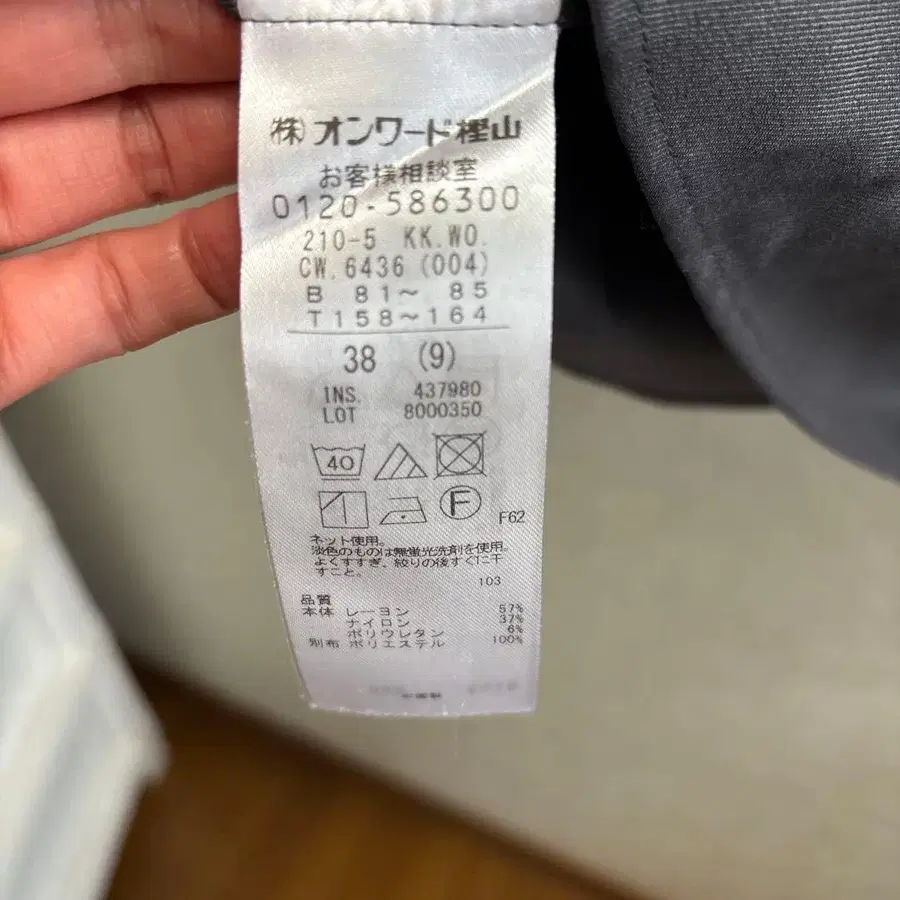 (株)オンワード樫山
お客様相談室
0120-586300
210-5 KK.WO.
CW.6436 (004)
B 81～ 85
T158～164
38 (9)
INS. 437980
LOT 8000350
40
F
F62
ネット使用。
淡色のものは無蛍光洗剤を使用。
よくすすぎ、絞りの後すぐに干
すこと。
103
品質
本体 レーヨン 57%
ナイロン 37%
ポリウレタン 6%
別布 ポリエステル 100%